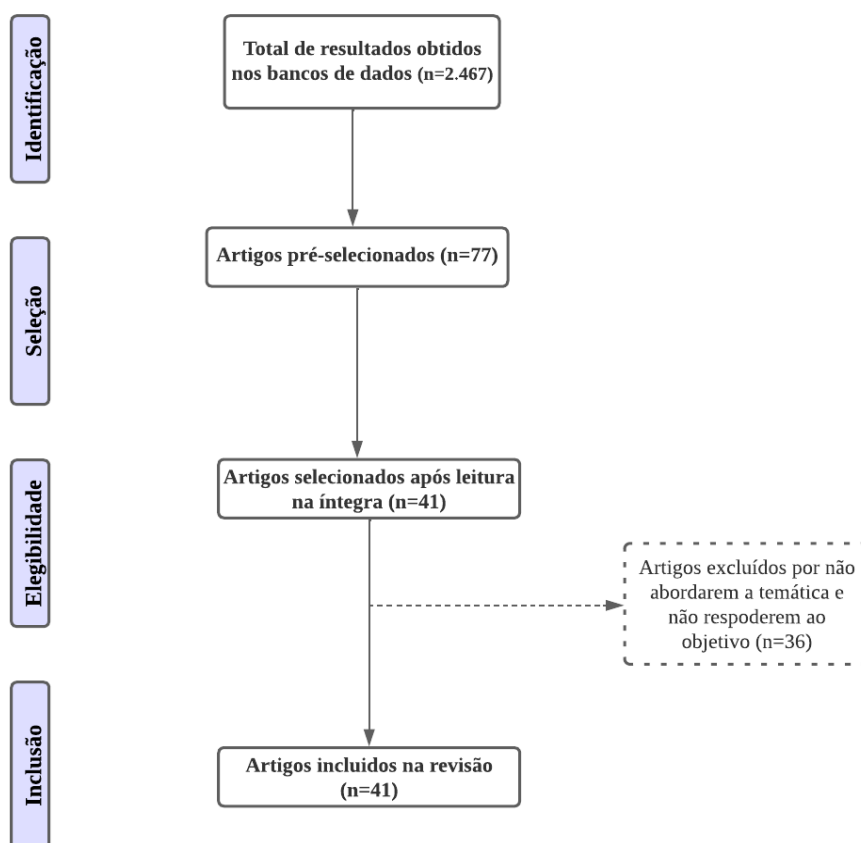 Identificação
Total de resultados obtidos
nos bancos de dados (n=2.467)
Seleção
Artigos pré-selecionados (n=77)
Elegibilidade
Artigos selecionados após leitura
na íntegra (n=41)
Artigos excluídos por não
abordarem a temática e
não respoderem ao
objetivo (n=36)
Inclusão
Artigos incluidos na revisão
(n=41)